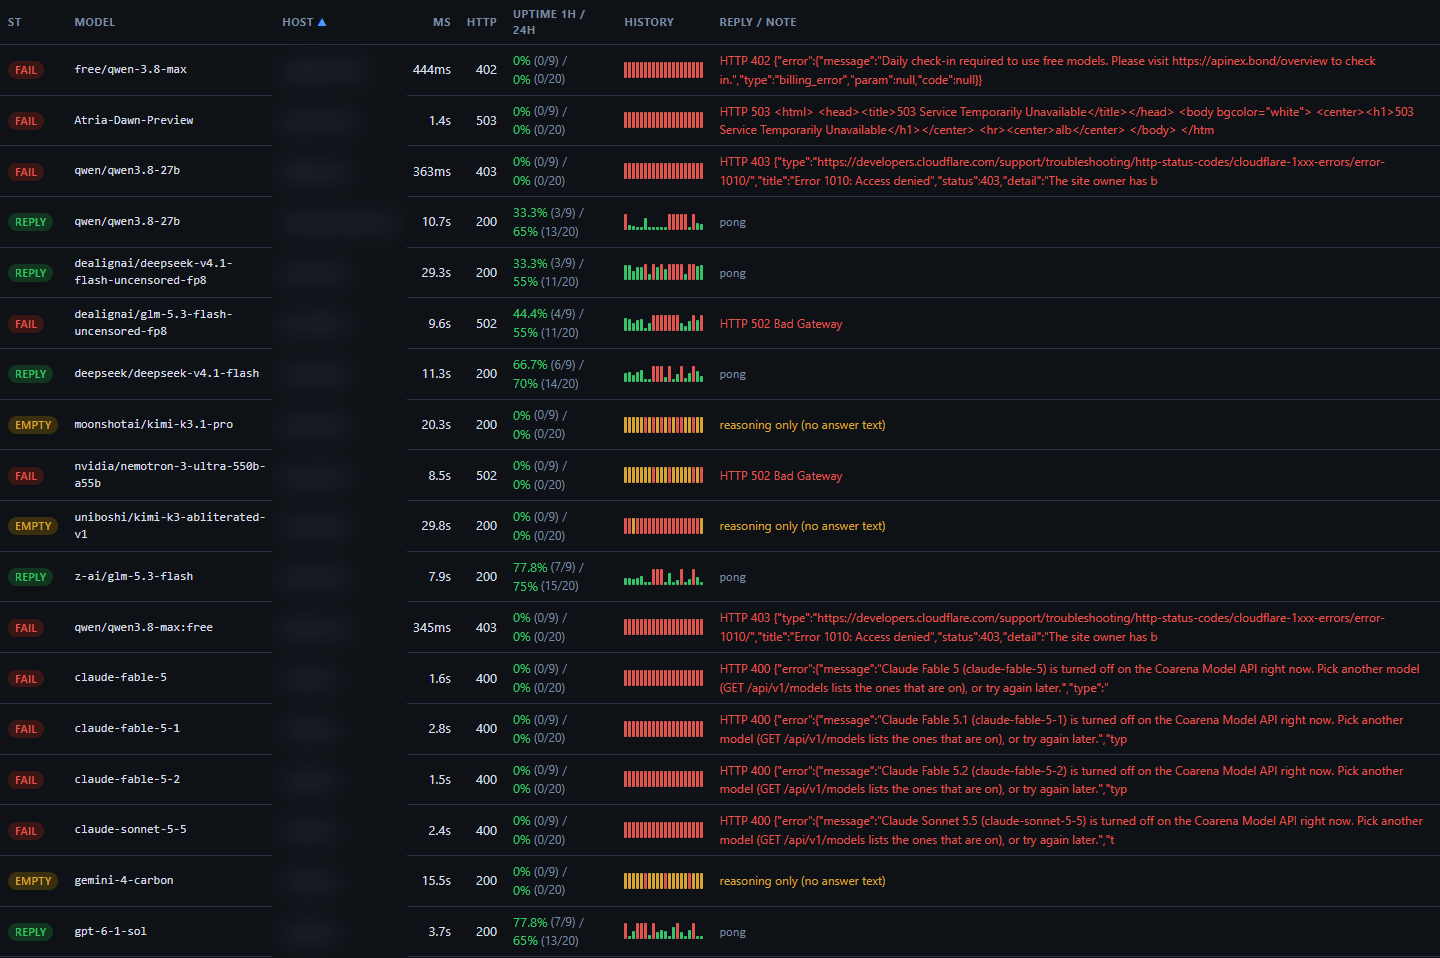 ST MODEL HOST ▲ MS HTTP UPTIME 1H / 24H HISTORY REPLY / NOTE
FAIL free/qwen-3.8-max 444ms 402 0% (0/9) / 0% (0/20) HTTP 402 {"error":{"message":"Daily check-in required to use free models. Please visit https://apinex.bond/overview to check
in.","type":"billing_error","param":null,"code":null}}
FAIL Atria-Dawn-Preview 1.4s 503 0% (0/9) / 0% (0/20) HTTP 503 <html> <head><title>503 Service Temporarily Unavailable</title></head> <body bgcolor="white"> <center><h1>503
Service Temporarily Unavailable</h1></center> <hr><center>alb</center> </body> </htm
FAIL qwen/qwen3.8-27b 363ms 403 0% (0/9) / 0% (0/20) HTTP 403 {"type":"https://developers.cloudflare.com/support/troubleshooting/http-status-codes/cloudflare-1xxx-errors/error-
1010/","title":"Error 1010: Access denied","status":403,"detail":"The site owner has b
REPLY qwen/qwen3.8-27b 10.7s 200 33.3% (3/9) / 65% (13/20) pong
REPLY dealignai/deepseek-v4.1-
flash-uncensored-fp8 29.3s 200 33.3% (3/9) / 55% (11/20) pong
FAIL dealignai/glm-5.3-flash-
uncensored-fp8 9.6s 502 44.4% (4/9) / 55% (11/20) HTTP 502 Bad Gateway
REPLY deepseek/deepseek-v4.1-flash 11.3s 200 66.7% (6/9) / 70% (14/20) pong
EMPTY moonshotai/kimi-k3.1-pro 20.3s 200 0% (0/9) / 0% (0/20) reasoning only (no answer text)
FAIL nvidia/nemotron-3-ultra-550b-
a55b 8.5s 502 0% (0/9) / 0% (0/20) HTTP 502 Bad Gateway
EMPTY uniboshi/kimi-k3-abliterated-
v1 29.8s 200 0% (0/9) / 0% (0/20) reasoning only (no answer text)
REPLY z-ai/glm-5.3-flash 7.9s 200 77.8% (7/9) / 75% (15/20) pong
FAIL qwen/qwen3.8-max:free 345ms 403 0% (0/9) / 0% (0/20) HTTP 403 {"type":"https://developers.cloudflare.com/support/troubleshooting/http-status-codes/cloudflare-1xxx-errors/error-
1010/","title":"Error 1010: Access denied","status":403,"detail":"The site owner has b
FAIL claude-fable-5 1.6s 400 0% (0/9) / 0% (0/20) HTTP 400 {"error":{"message":"Claude Fable 5 (claude-fable-5) is turned off on the Coarena Model API right now. Pick another model
(GET /api/v1/models lists the ones that are on), or try again later.","type":"
FAIL claude-fable-5-1 2.8s 400 0% (0/9) / 0% (0/20) HTTP 400 {"error":{"message":"Claude Fable 5.1 (claude-fable-5-1) is turned off on the Coarena Model API right now. Pick another
model (GET /api/v1/models lists the ones that are on), or try again later.","typ
FAIL claude-fable-5-2 1.5s 400 0% (0/9) / 0% (0/20) HTTP 400 {"error":{"message":"Claude Fable 5.2 (claude-fable-5-2) is turned off on the Coarena Model API right now. Pick another
model (GET /api/v1/models lists the ones that are on), or try again later.","typ
FAIL claude-sonnet-5-5 2.4s 400 0% (0/9) / 0% (0/20) HTTP 400 {"error":{"message":"Claude Sonnet 5.5 (claude-sonnet-5-5) is turned off on the Coarena Model API right now. Pick another
model (GET /api/v1/models lists the ones that are on), or try again later.","t
EMPTY gemini-4-carbon 15.5s 200 0% (0/9) / 0% (0/20) reasoning only (no answer text)
REPLY gpt-6-1-sol 3.7s 200 77.8% (7/9) / 65% (13/20) pong